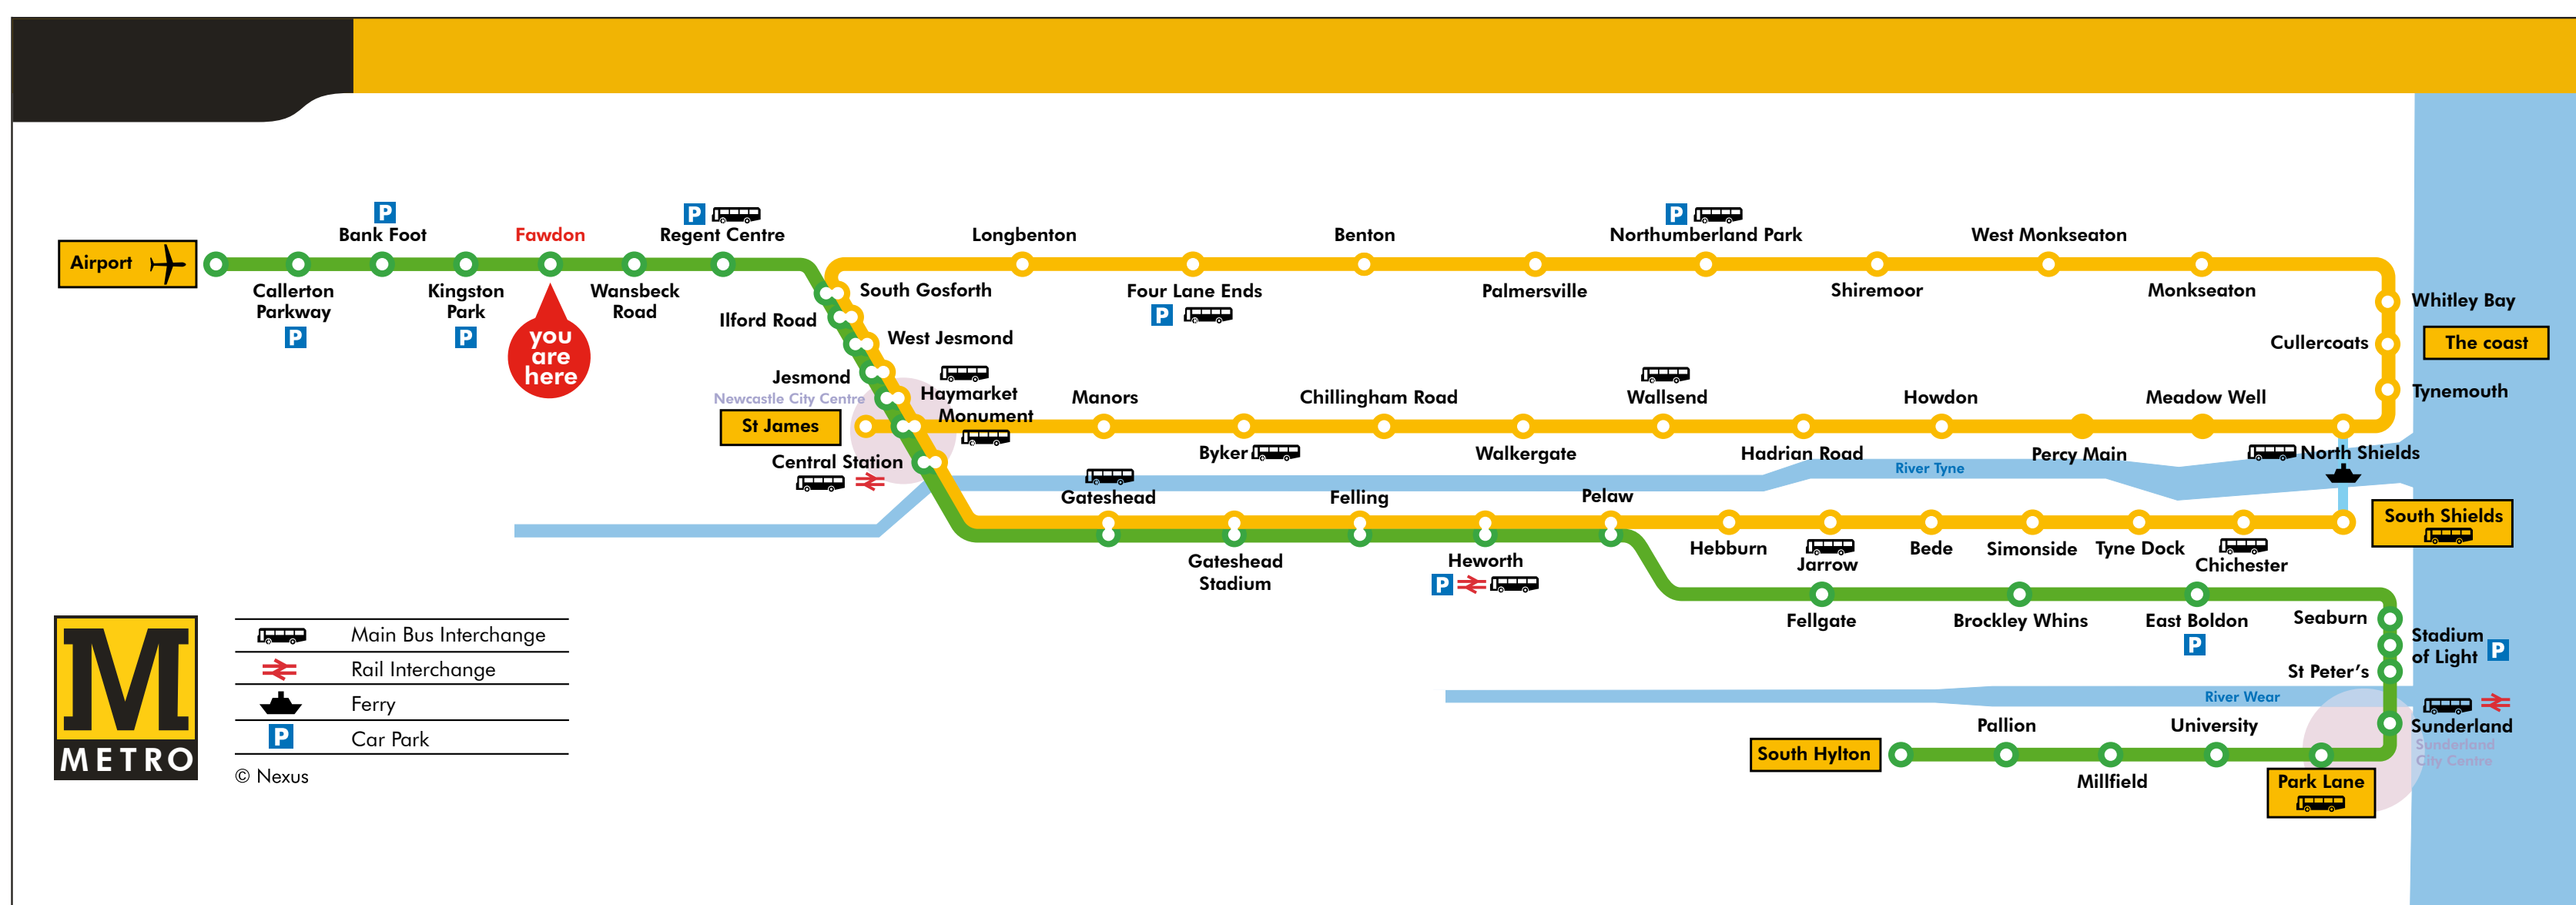 Airport
Callerton
Parkway
P
P
Bank Foot
Kingston
Park
P
Fawdon
you
are
here
Wansbeck
Road
P
Regent Centre
South Gosforth
Ilford Road
West Jesmond
Jesmond
Newcastle City Centre
Haymarket
Monument
St James
Central Station
Longbenton
Four Lane Ends
P
Benton
Palmersville
P
Northumberland Park
Shiremoor
West Monkseaton
Monkseaton
Whitley Bay
Cullercoats
The coast
Tynemouth
Manors
Byker
Chillingham Road
Walkergate
Wallsend
Hadrian Road
Howdon
Percy Main
Meadow Well
North Shields
River Tyne
Gateshead
Gateshead
Stadium
Felling
Heworth
P
Pelaw
Hebburn
Jarrow
Bede
Simonside
Tyne Dock
Chichester
South Shields
Fellgate
Brockley Whins
East Boldon
P
Seaburn
Stadium
of Light
P
St Peter's
River Wear
Sunderland
Sunderland
City Centre
Park Lane
University
Millfield
Pallion
South Hylton
M
METRO
Main Bus Interchange
Rail Interchange
Ferry
P
Car Park
© Nexus